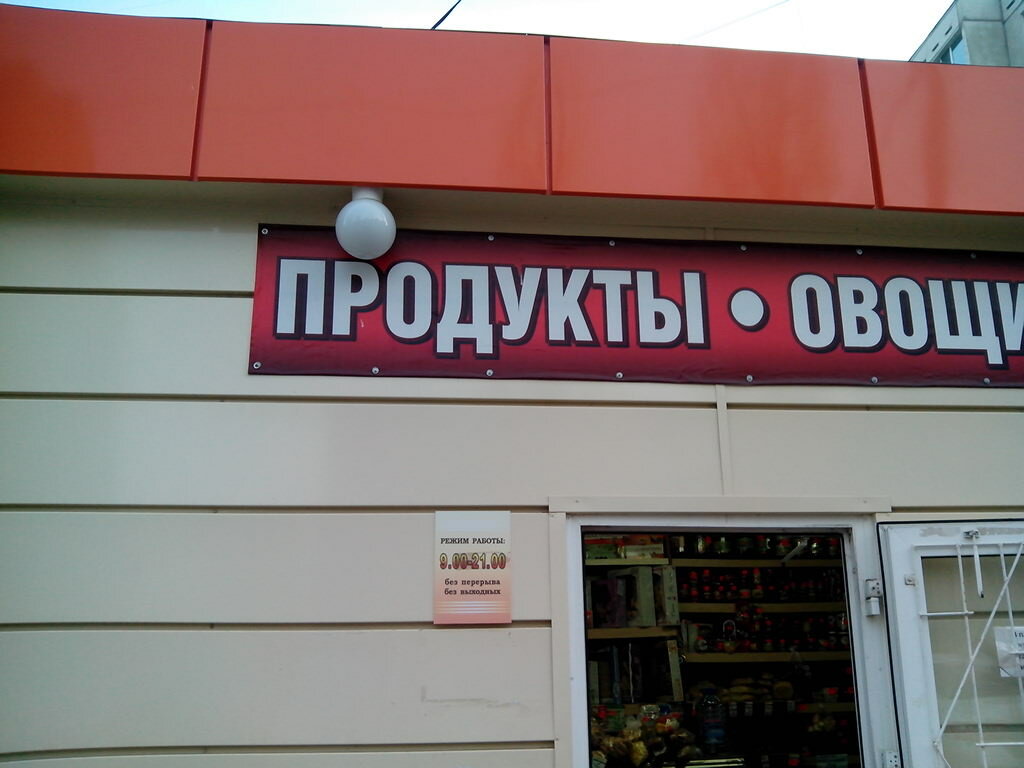 ПРОДУКТЫ • ОВОЩИ
РЕЖИМ РАБОТЫ:
9.00-21.00
без перерыва
без выходных